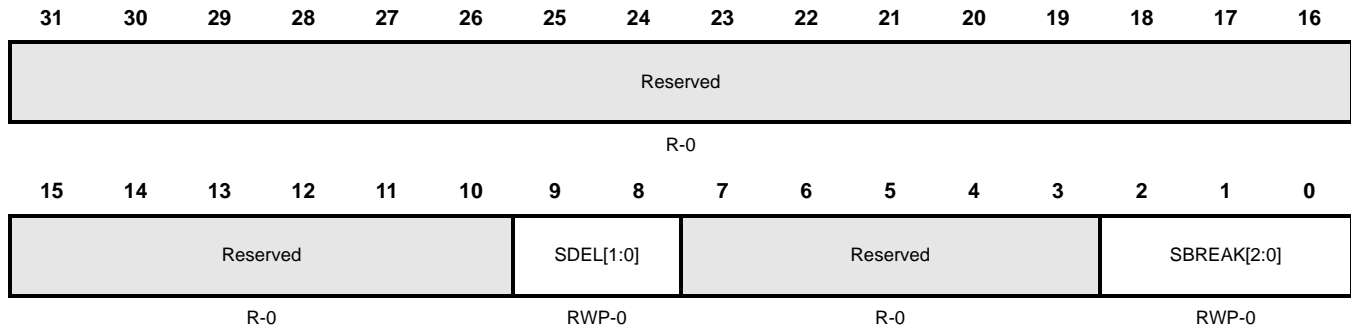 31 30 29 28 27 26 25 24 23 22 21 20 19 18 17 16
Reserved
R-0
15 14 13 12 11 10 9 8 7 6 5 4 3 2 1 0
Reserved SDEL[1:0] Reserved SBREAK[2:0]
R-0 RWP-0 R-0 RWP-0